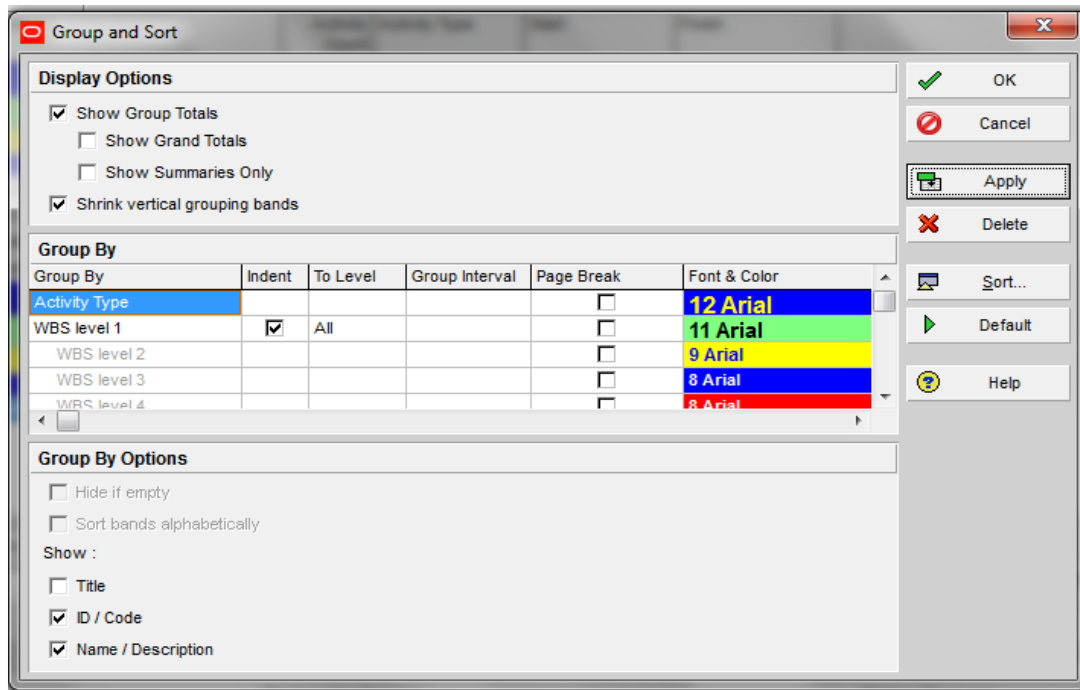 Group and Sort
Display Options
Show Group Totals
Show Grand Totals
Show Summaries Only
Shrink vertical grouping bands
OK
Cancel
Apply
Delete
Sort...
Default
Help
Group By
Group By Indent To Level Group Interval Page Break Font & Color
Activity Type 12 Arial
WBS level 1 All 11 Arial
WBS level 2 9 Arial
WBS level 3 8 Arial
WBS level 4 8 Arial
Group By Options
Hide if empty
Sort bands alphabetically
Show :
Title
ID / Code
Name / Description